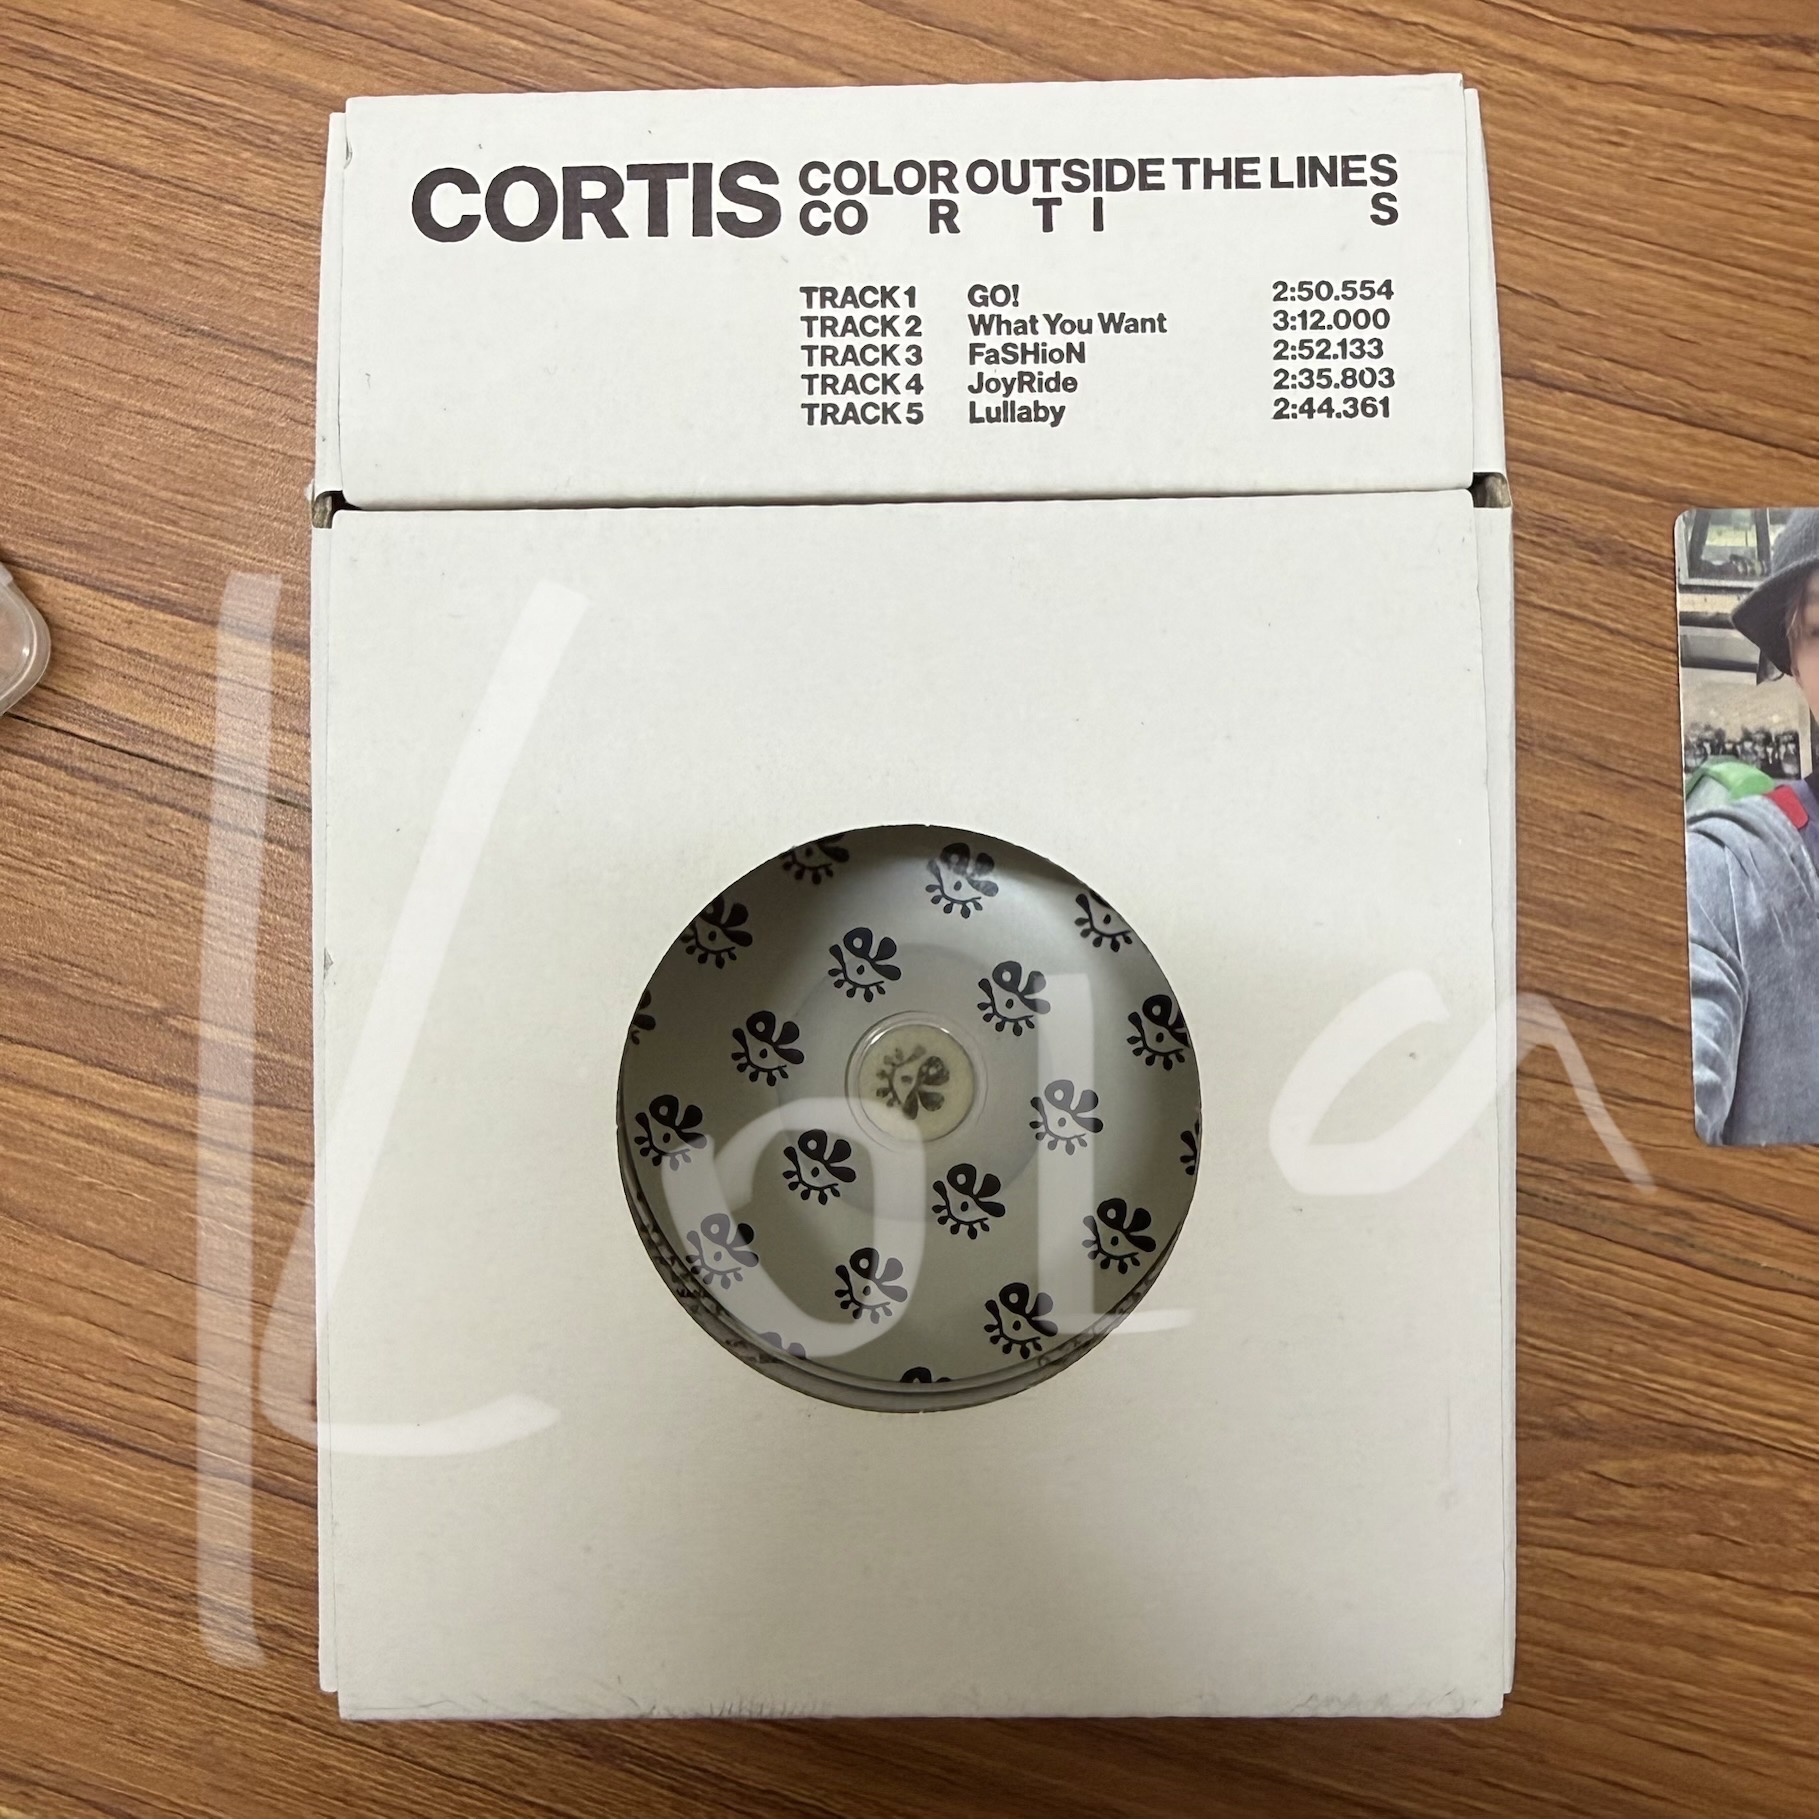 CORTIS COLOR OUTSIDE THE LINES
CO R T I S
TRACK 1 GO! 2:50.554
TRACK 2 What You Want 3:12.000
TRACK 3 FaSHioN 2:52.133
TRACK 4 JoyRide 2:35.803
TRACK 5 Lullaby 2:44.361